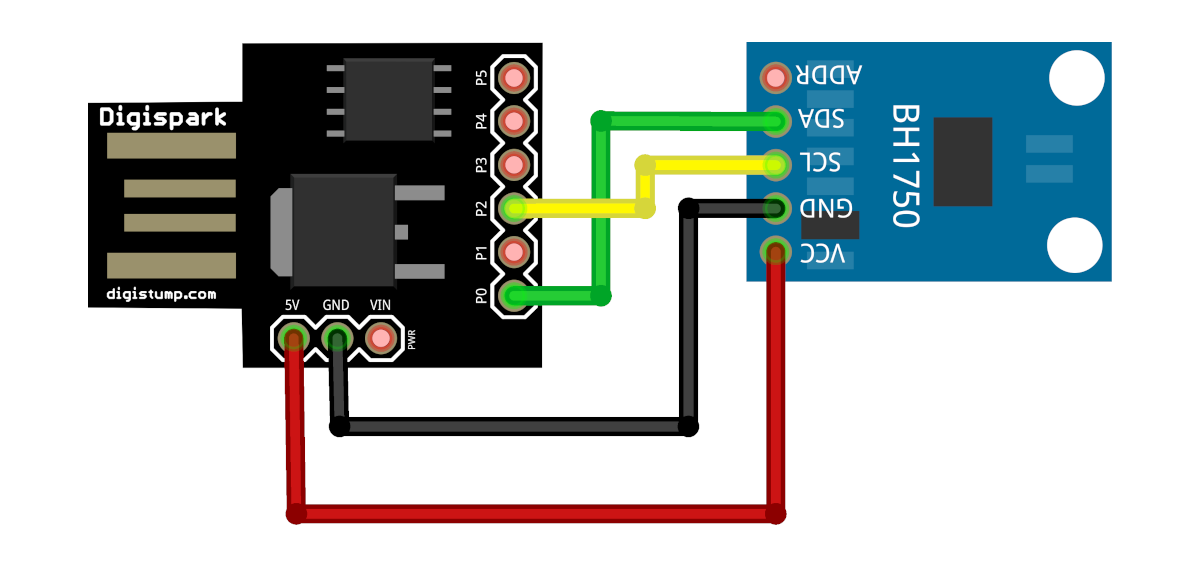 Digispark
digistump.com
P5
P4
P3
P2
P1
P0
5V
GND
VIN
PWR
ADDR
SDA
SCL
GND
VCC
BH1750